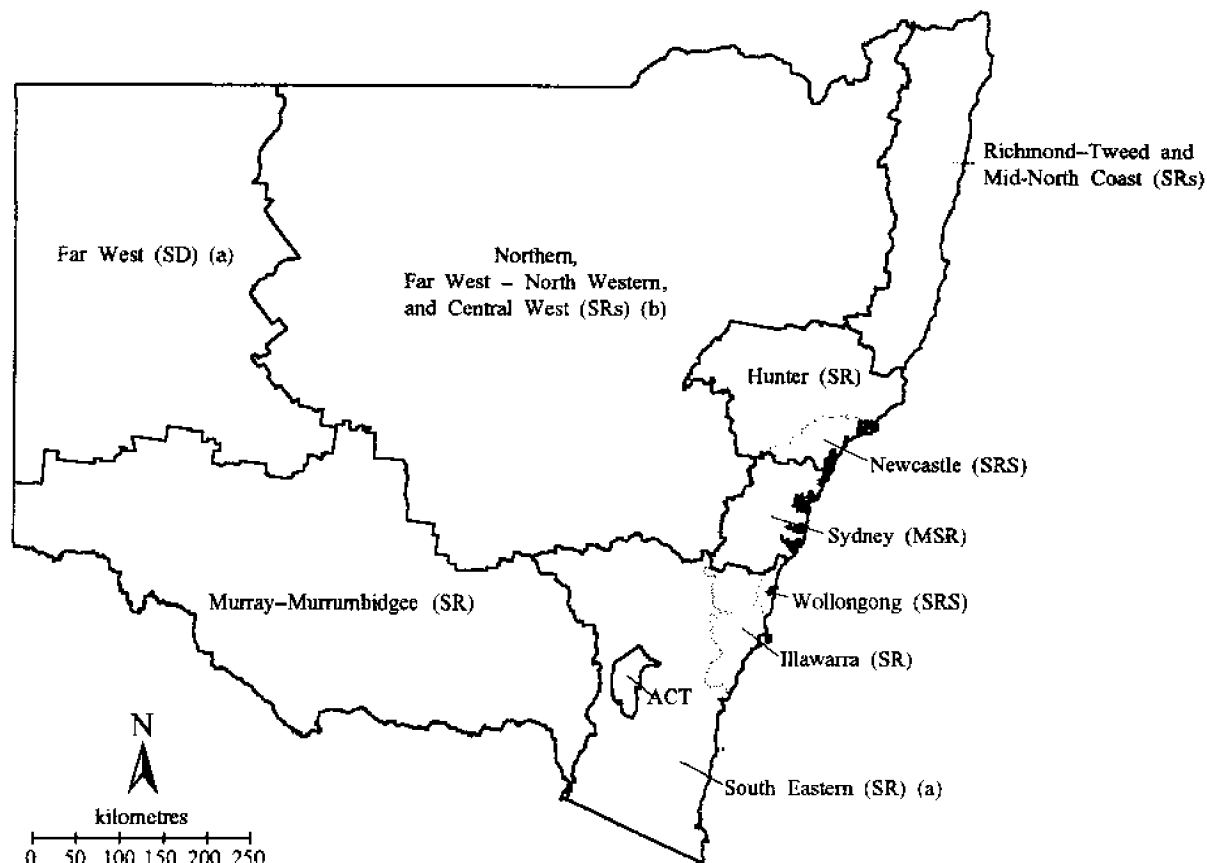 Richmond–Tweed and
Mid-North Coast (SRs)
Far West (SD) (a)
Northern,
Far West – North Western,
and Central West (SRs) (b)
Hunter (SR)
Newcastle (SRS)
Sydney (MSR)
Wollongong (SRS)
Murray–Murrumbidgee (SR)
Illawarra (SR)
ACT
South Eastern (SR) (a)
N
kilometres
0 50 100 150 200 250